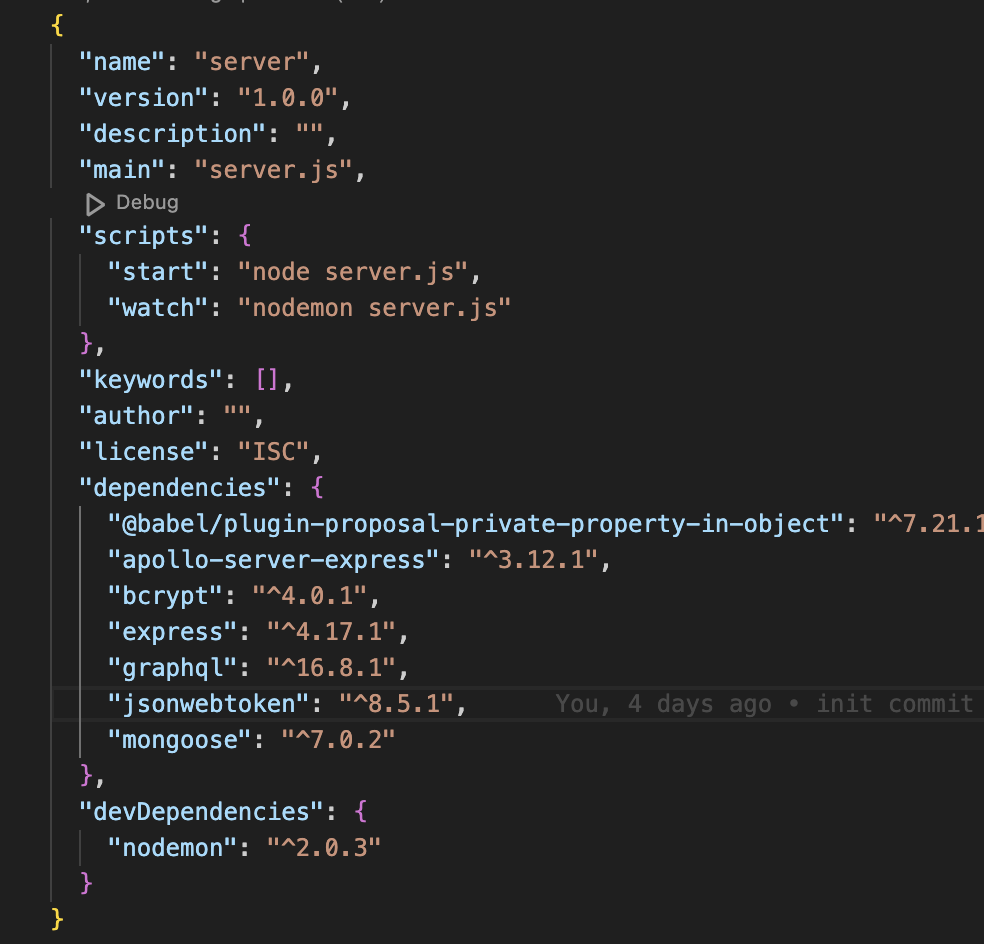 {
"name": "server",
"version": "1.0.0",
"description": "",
"main": "server.js",
Debug
"scripts": {
"start": "node server.js",
"watch": "nodemon server.js"
},
"keywords": [],
"author": "",
"license": "ISC",
"dependencies": {
"@babel/plugin-proposal-private-property-in-object": "^7.21.1
"apollo-server-express": "^3.12.1",
"bcrypt": "^4.0.1",
"express": "^4.17.1",
"graphql": "^16.8.1",
"jsonwebtoken": "^8.5.1", You, 4 days ago • init commit
"mongoose": "^7.0.2"
},
"devDependencies": {
"nodemon": "^2.0.3"
}
}